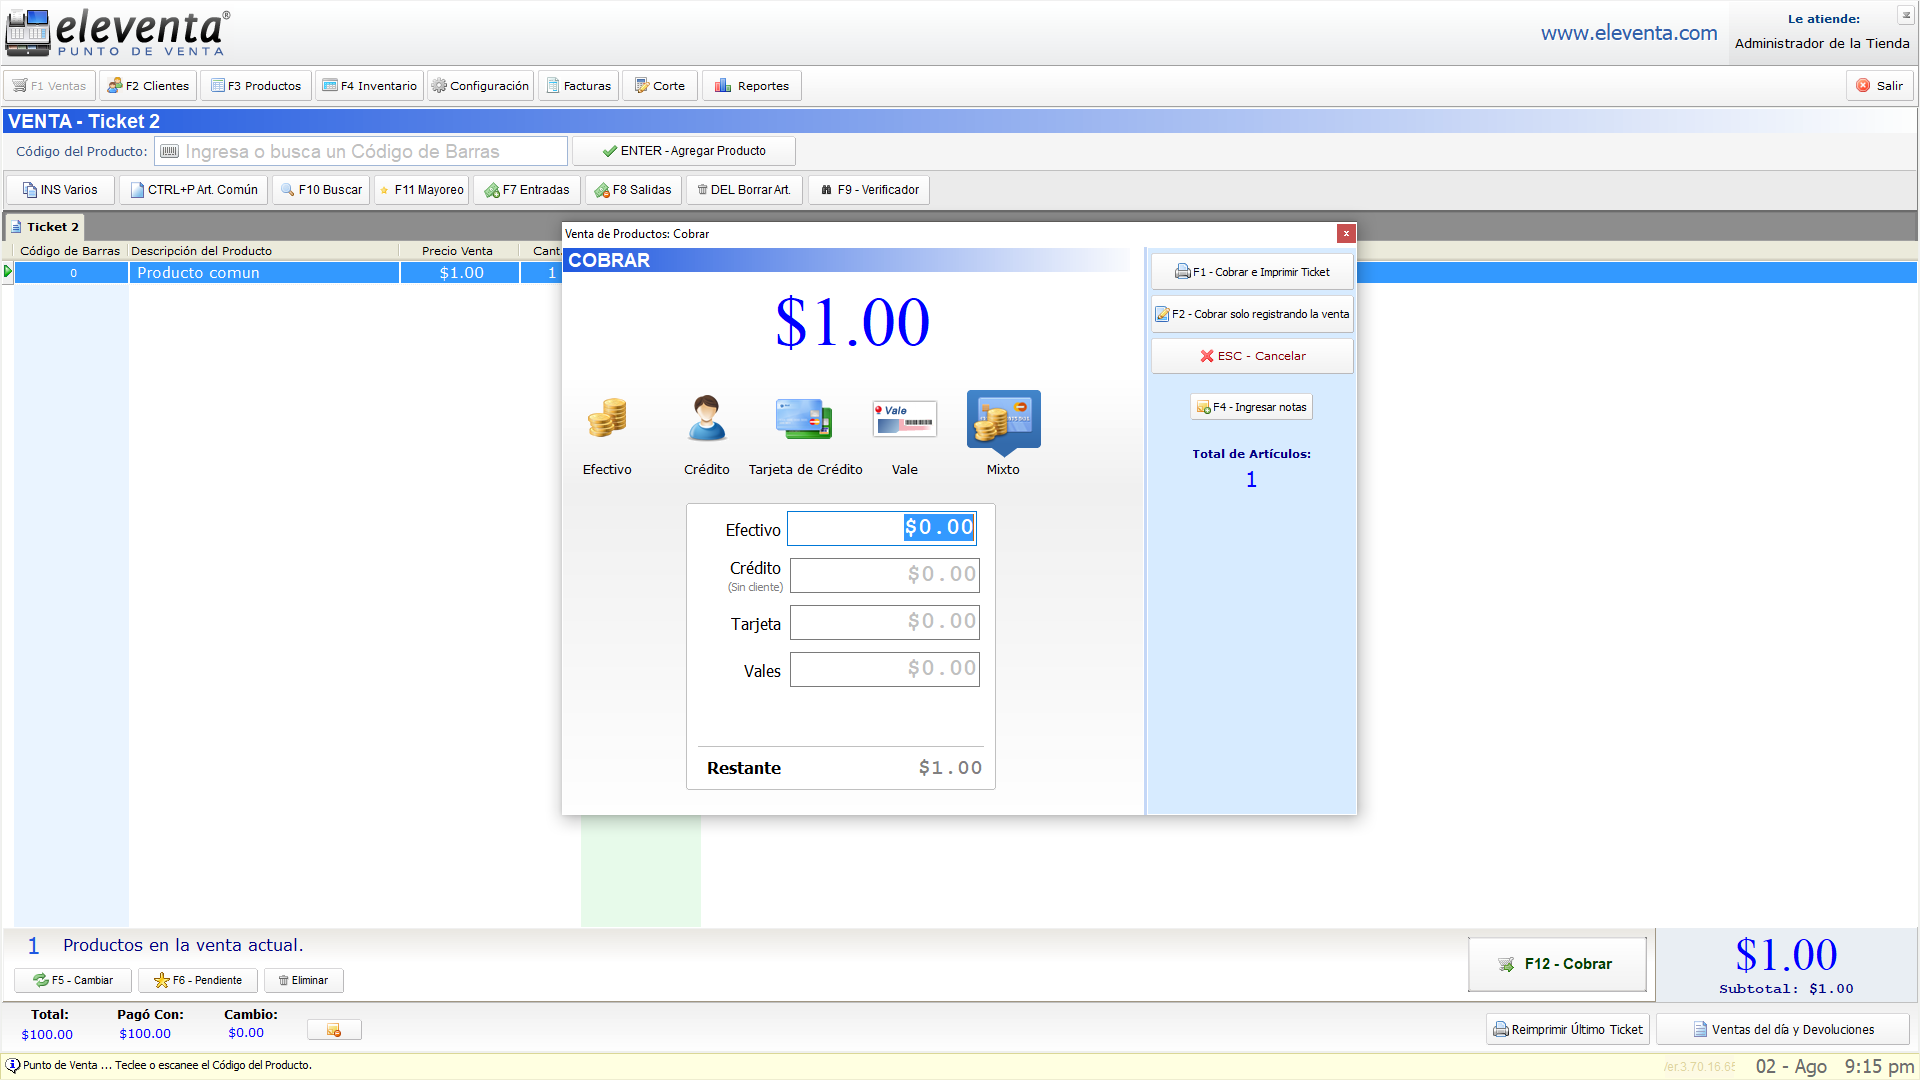 eleventa®
PUNTO DE VENTA
www.eleventa.com
Le atiende:
Administrador de la Tienda
F1 Ventas
F2 Clientes
F3 Productos
F4 Inventario
Configuración
Facturas
Corte
Reportes
Salir
VENTA - Ticket 2
Código del Producto:
Ingresa o busca un Código de Barras
ENTER - Agregar Producto
INS Varios
CTRL+P Art. Común
F10 Buscar
F11 Mayoreo
F7 Entradas
F8 Salidas
DEL Borrar Art.
F9 - Verificador
Ticket 2
Código de Barras
Descripción del Producto
Precio Venta
Cant.
0
Producto comun
$1.00
1
Venta de Productos: Cobrar
x
COBRAR
$1.00
Efectivo
Crédito
Tarjeta de Crédito
Vale
Vale
Mixto
Efectivo
$0.00
Crédito
(Sin cliente)
$0.00
Tarjeta
$0.00
Vales
$0.00
Restante
$1.00
F1 - Cobrar e Imprimir Ticket
F2 - Cobrar solo registrando la venta
ESC - Cancelar
F4 - Ingresar notas
Total de Artículos:
1
1
Productos en la venta actual.
F5 - Cambiar
F6 - Pendiente
Eliminar
F12 - Cobrar
$1.00
Subtotal: $1.00
Total:
$100.00
Pagó Con:
$100.00
Cambio:
$0.00
Reimprimir Último Ticket
Ventas del día y Devoluciones
Punto de Venta ... Teclee o escanee el Código del Producto.
02 - Ago
9:15 pm